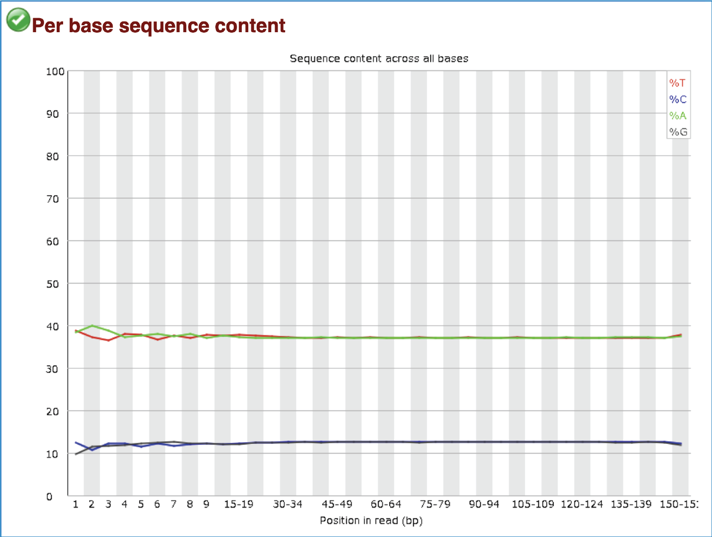 Per base sequence content
Sequence content across all bases
%T
%C
%A
%G
100
90
80
70
60
50
40
30
20
10
0
1 2 3 4 5 6 7 8 9 15-19 30-34 45-49 60-64 75-79 90-94 105-109 120-124 135-139 150-151
Position in read (bp)